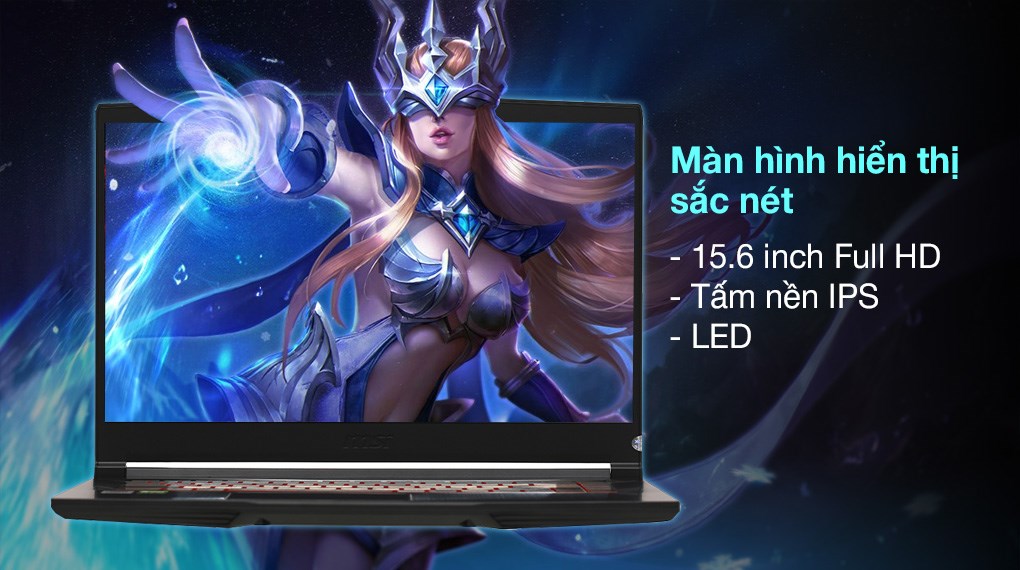 Màn hình hiển thị
sắc nét
- 15.6 inch Full HD
- Tấm nền IPS
- LED